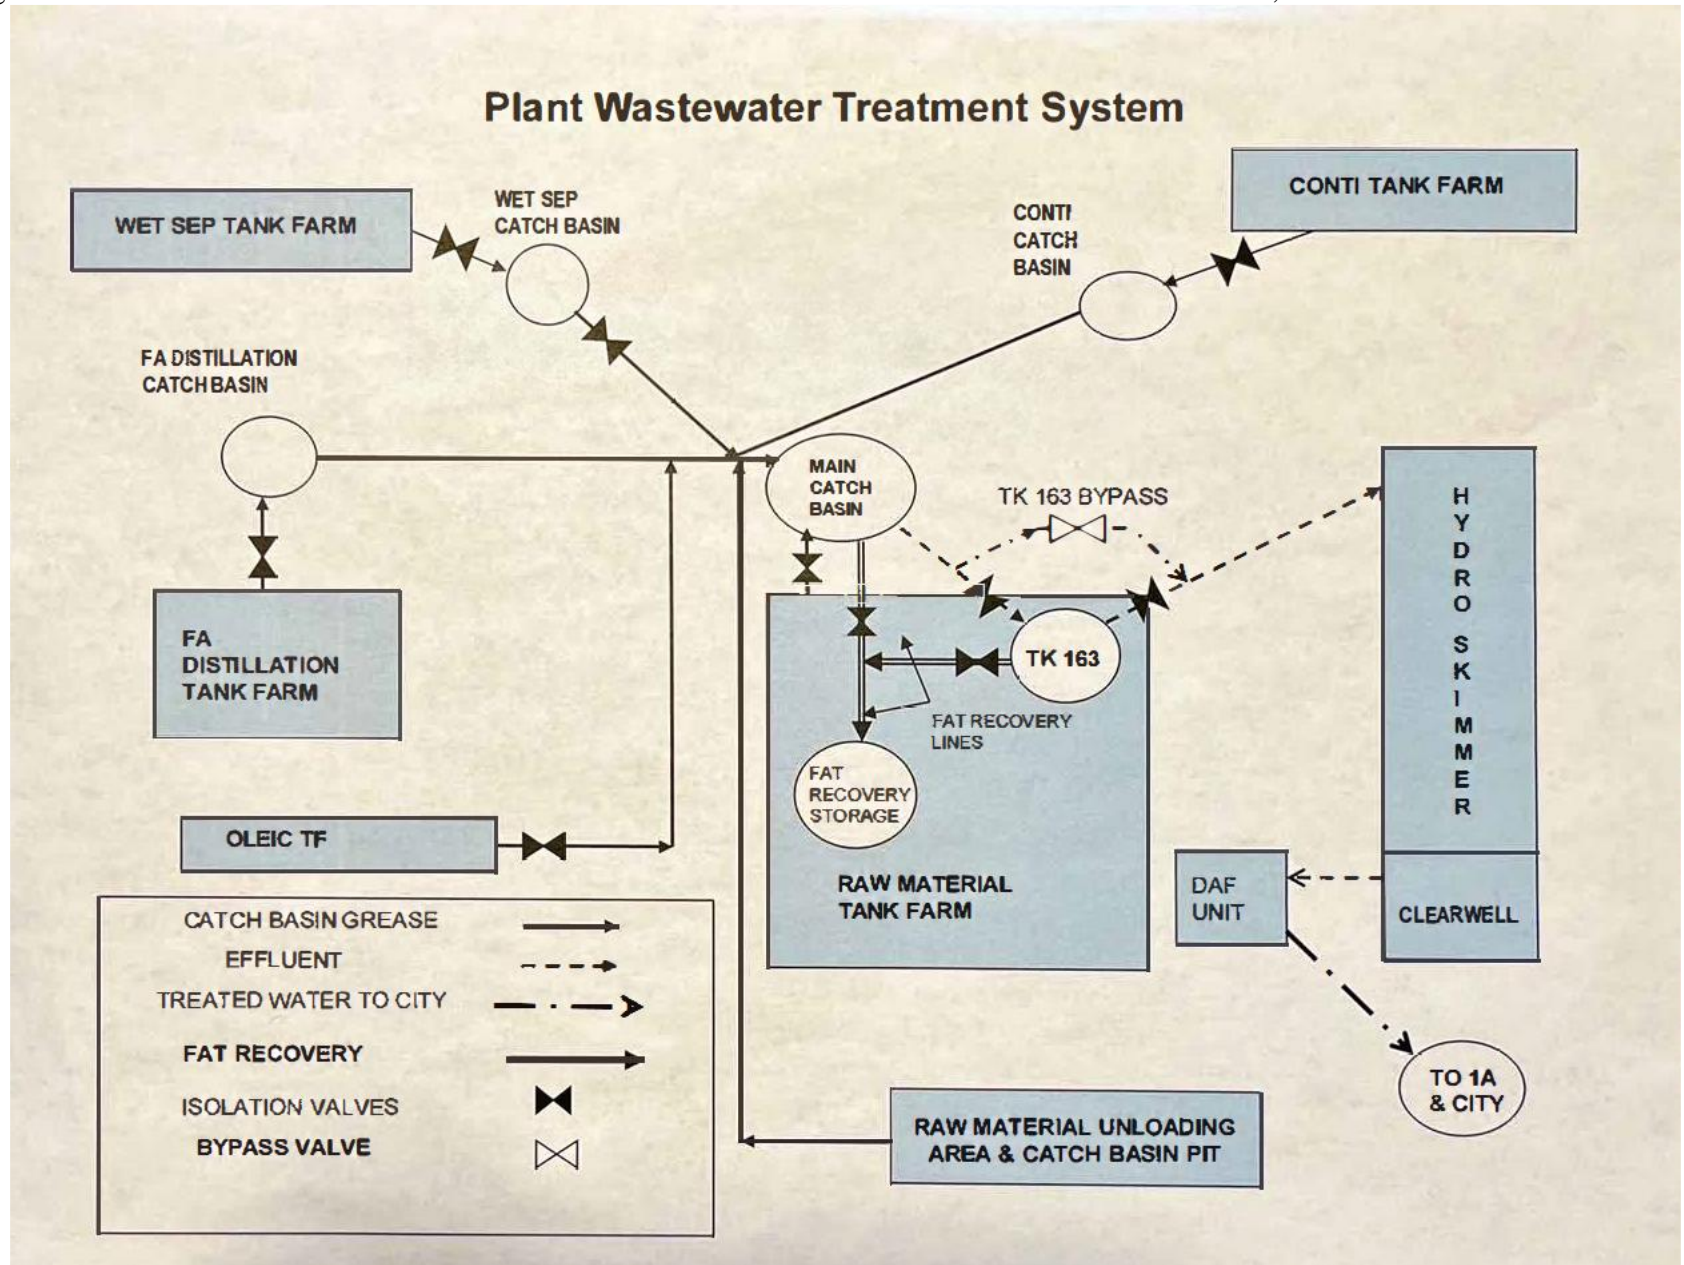 Plant Wastewater Treatment System
WET SEP TANK FARM
WET SEP
CATCH BASIN
CONTI
CATCH
BASIN
CONTI TANK FARM
FA DISTILLATION
CATCH BASIN
MAIN
CATCH
BASIN
TK 163 BYPASS
HYDRO SKIMMER
FA
DISTILLATION
TANK FARM
TK 163
FAT RECOVERY
LINES
FAT
RECOVERY
STORAGE
OLEIC TF
RAW MATERIAL
TANK FARM
DAF
UNIT
CLEARWELL
CATCH BASIN GREASE
EFFLUENT
TREATED WATER TO CITY
FAT RECOVERY
ISOLATION VALVES
BYPASS VALVE
TO 1A
& CITY
RAW MATERIAL UNLOADING
AREA & CATCH BASIN PIT